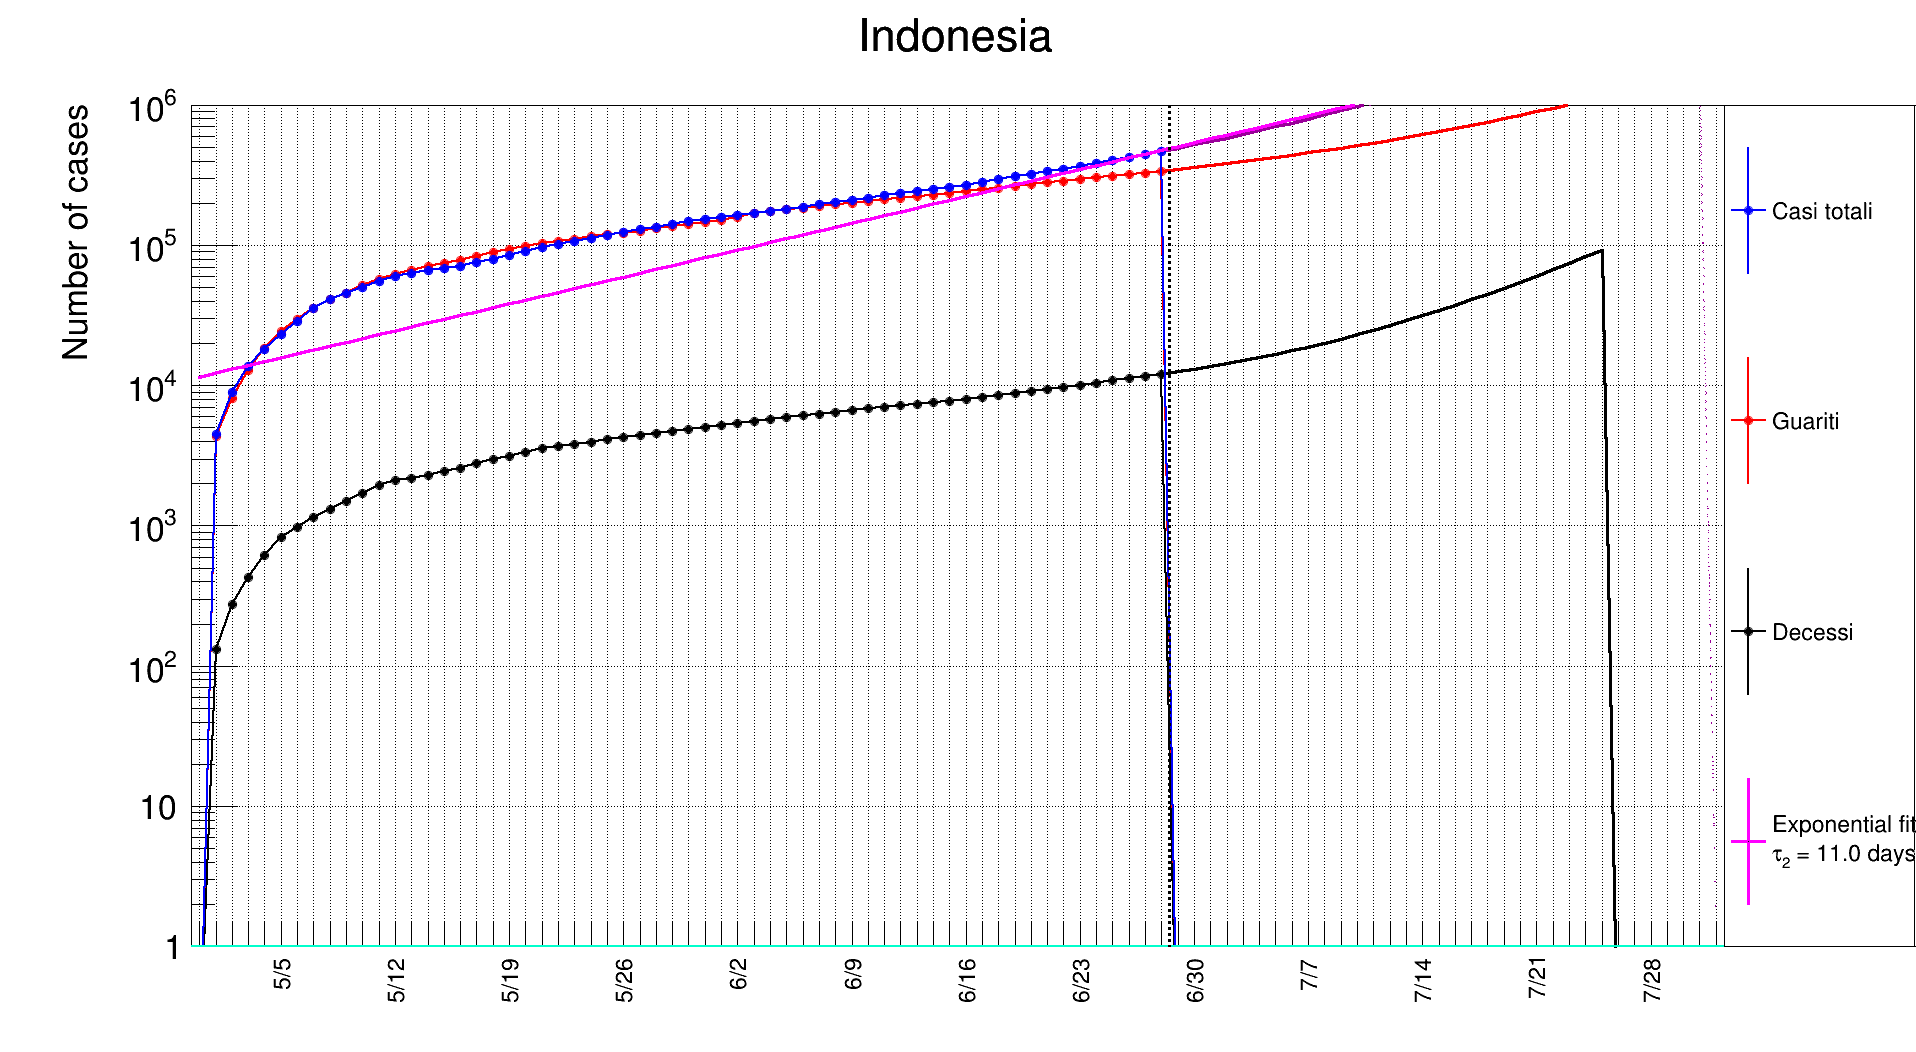 Indonesia
Number of cases
10^6
10^5
10^4
10^3
10^2
10
1
5/5
5/12
5/19
5/26
6/2
6/9
6/16
6/23
6/30
7/7
7/14
7/21
7/28
Casi totali
Guariti
Decessi
Exponential fit
τ₂ = 11.0 days